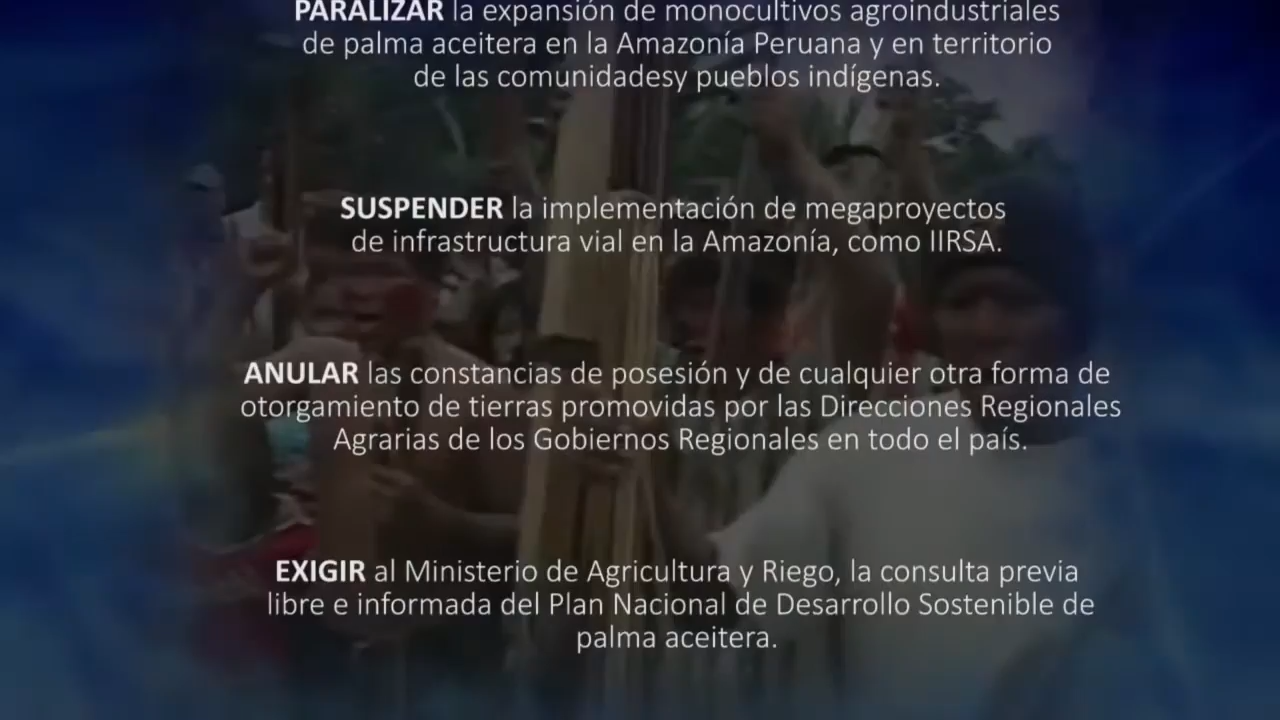 PARALIZAR la expansión de monocultivos agroindustriales
de palma aceitera en la Amazonía Peruana y en territorio
de las comunidadesy pueblos indígenas.
SUSPENDER la implementación de megaproyectos
de infrastructura vial en la Amazonía, como IIRSA.
ANULAR las constancias de posesión y de cualquier otra forma de
otorgamiento de tierras promovidas por las Direcciones Regionales
Agrarias de los Gobiernos Regionales en todo el país.
EXIGIR al Ministerio de Agricultura y Riego, la consulta previa
libre e informada del Plan Nacional de Desarrollo Sostenible de
palma aceitera.